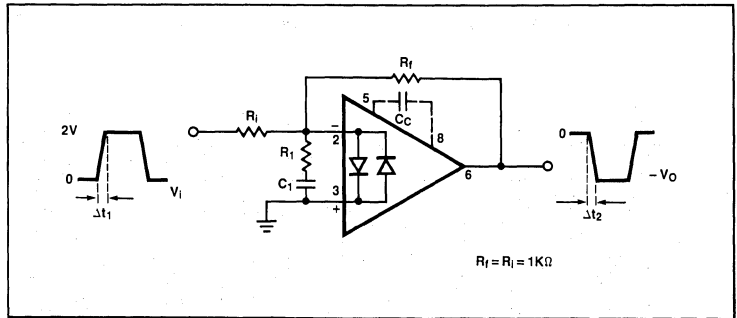 Rf
5
CC
8
Ri
−
2
R1
C1
3
+
6
2V
0
Vi
Δt1
0
− VO
Δt2
Rf = Ri = 1KΩ